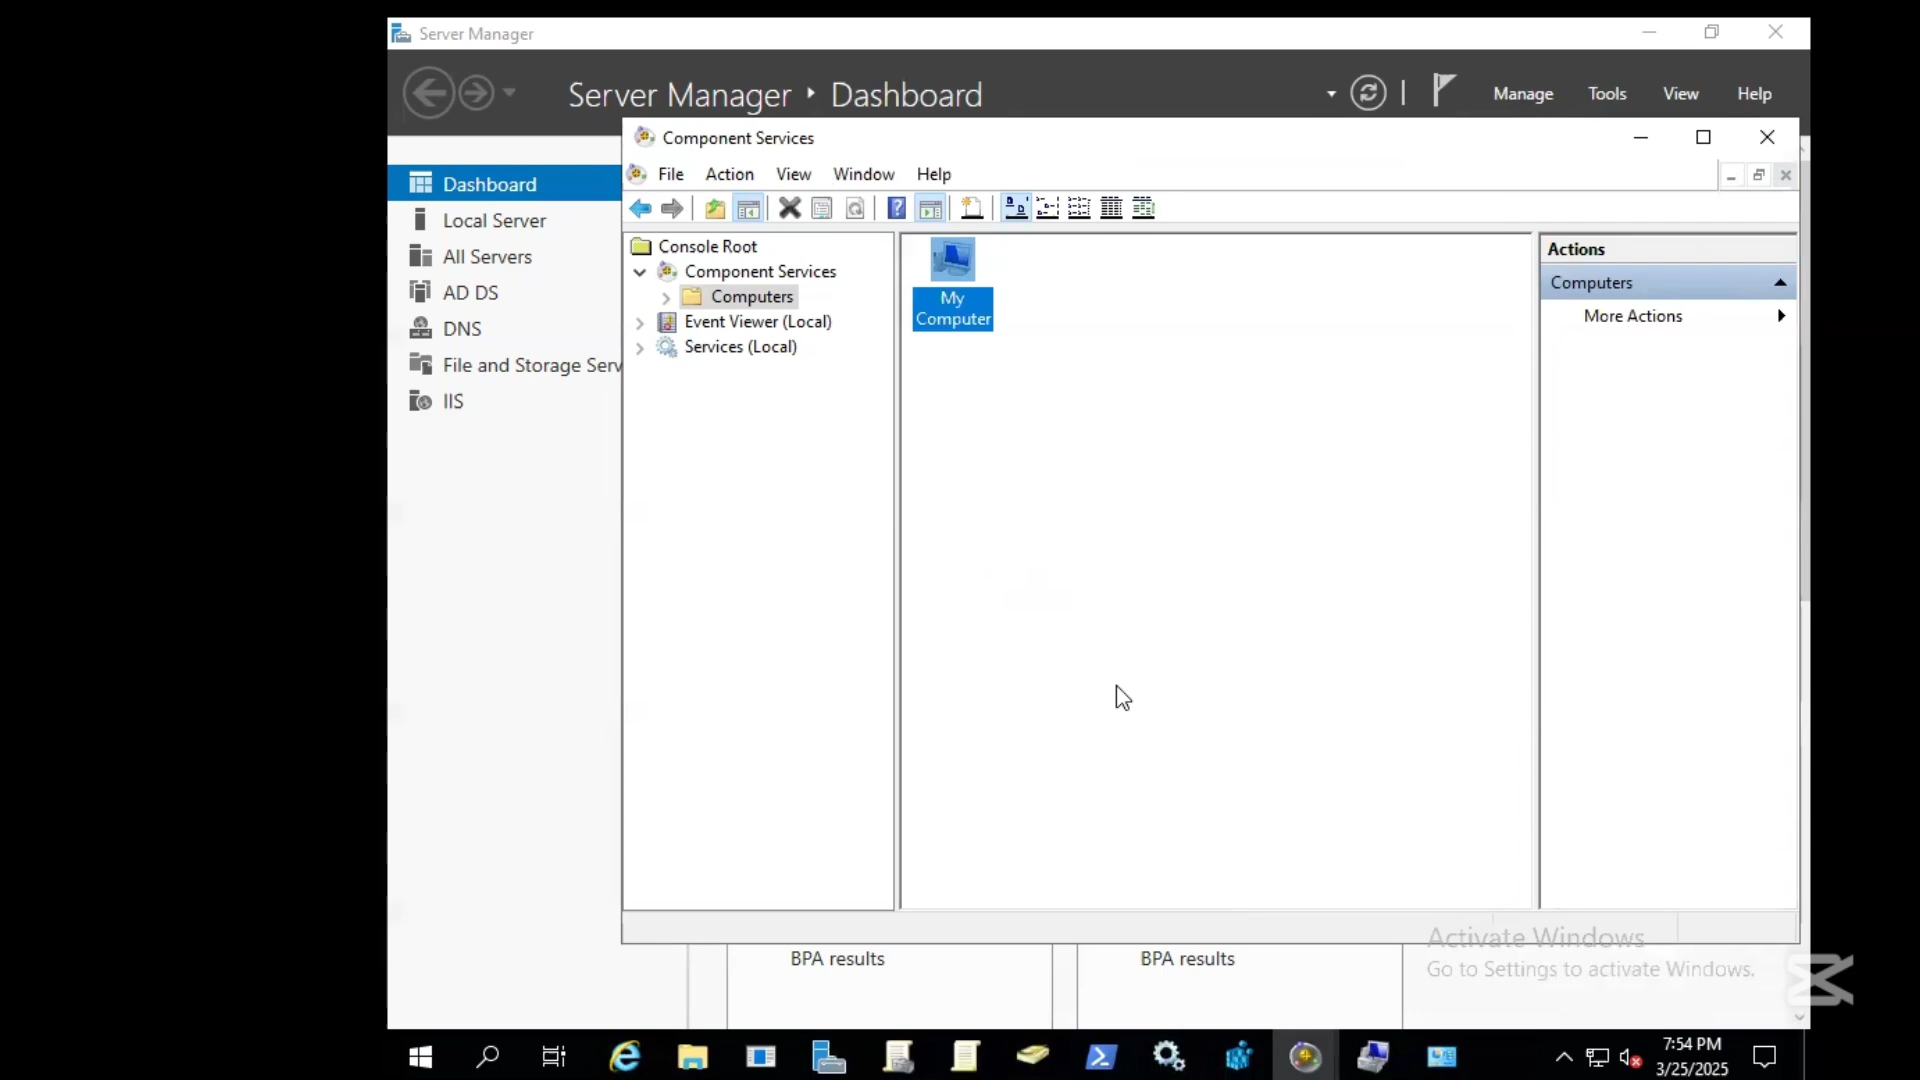 Server Manager
Server Manager Dashboard
Manage Tools View Help
Component Services
File Action View Window Help
Dashboard
Local Server
All Servers
AD DS
DNS
File and Storage Serv
IIS
Console Root
Component Services
Computers
Event Viewer (Local)
Services (Local)
My
Computer
Actions
Computers
More Actions
BPA results
BPA results
Activate Windows
Go to Settings to activate Windows.
7:54 PM
3/25/2025